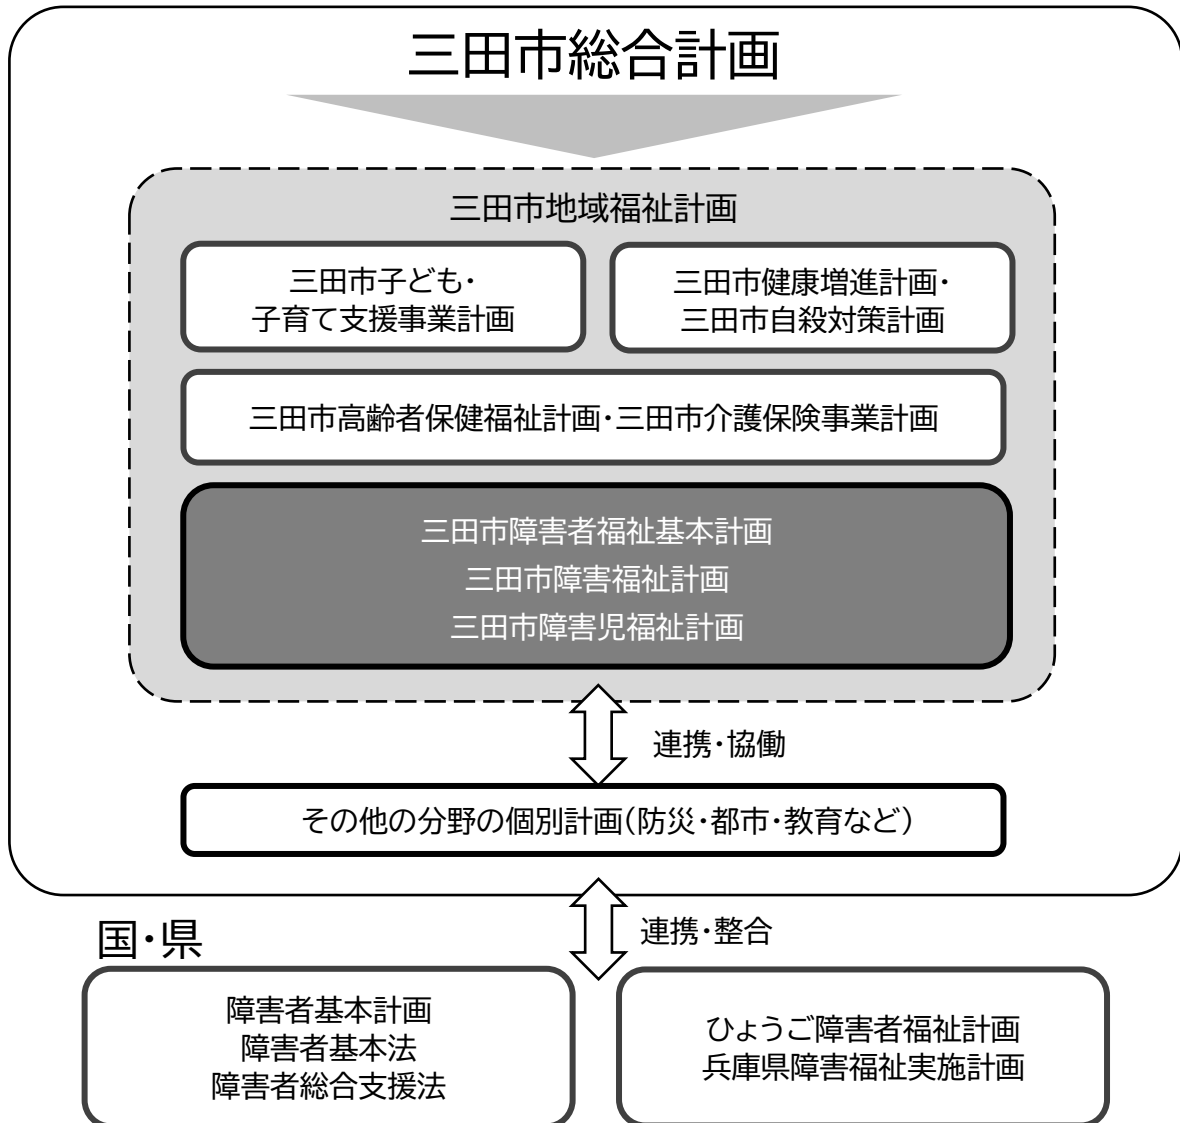 三田市総合計画
三田市地域福祉計画
三田市子ども・
子育て支援事業計画
三田市健康増進計画・
三田市自殺対策計画
三田市高齢者保健福祉計画・三田市介護保険事業計画
三田市障害者福祉基本計画
三田市障害福祉計画
三田市障害児福祉計画
連携・協働
その他の分野の個別計画(防災・都市・教育など)
連携・整合
国・県
障害者基本計画
障害者基本法
障害者総合支援法
ひょうご障害者福祉計画
兵庫県障害福祉実施計画